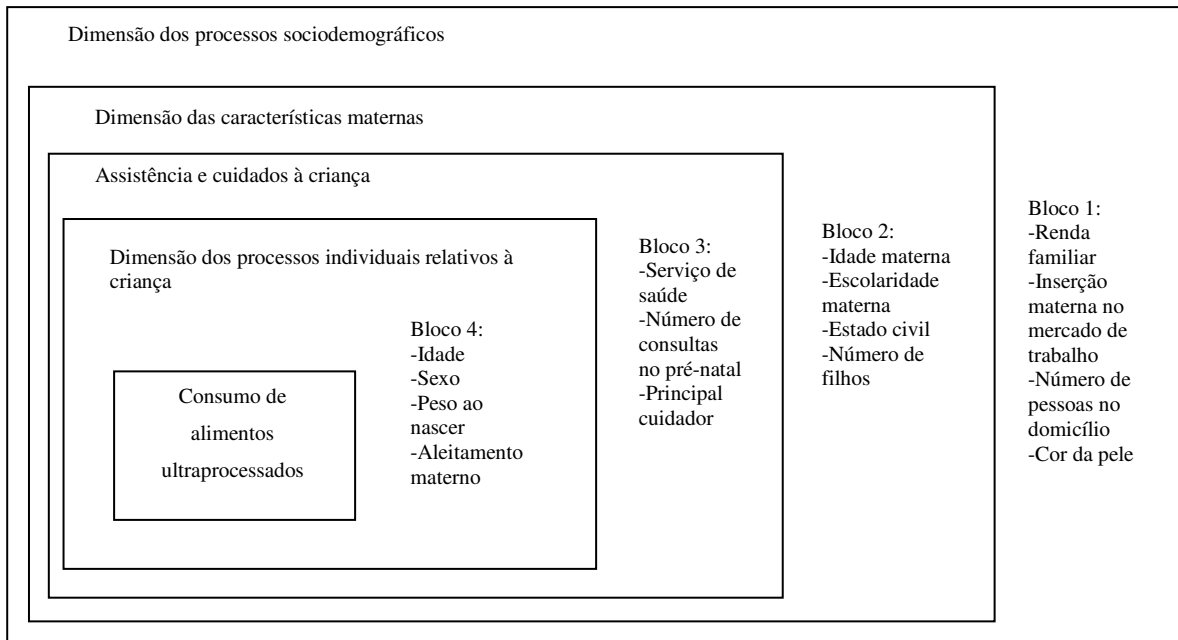 Dimensão dos processos sociodemográficos
Dimensão das características maternas
Assistência e cuidados à criança
Dimensão dos processos individuais relativos à
criança
Consumo de
alimentos
ultraprocessados
Bloco 4:
-Idade
-Sexo
-Peso ao
nascer
-Aleitamento
materno
Bloco 3:
-Serviço de
saúde
-Número de
consultas
no pré-natal
-Principal
cuidador
Bloco 2:
-Idade materna
-Escolaridade
materna
-Estado civil
-Número de
filhos
Bloco 1:
-Renda
familiar
-Inserção
materna no
mercado de
trabalho
-Número de
pessoas no
domicílio
-Cor da pele